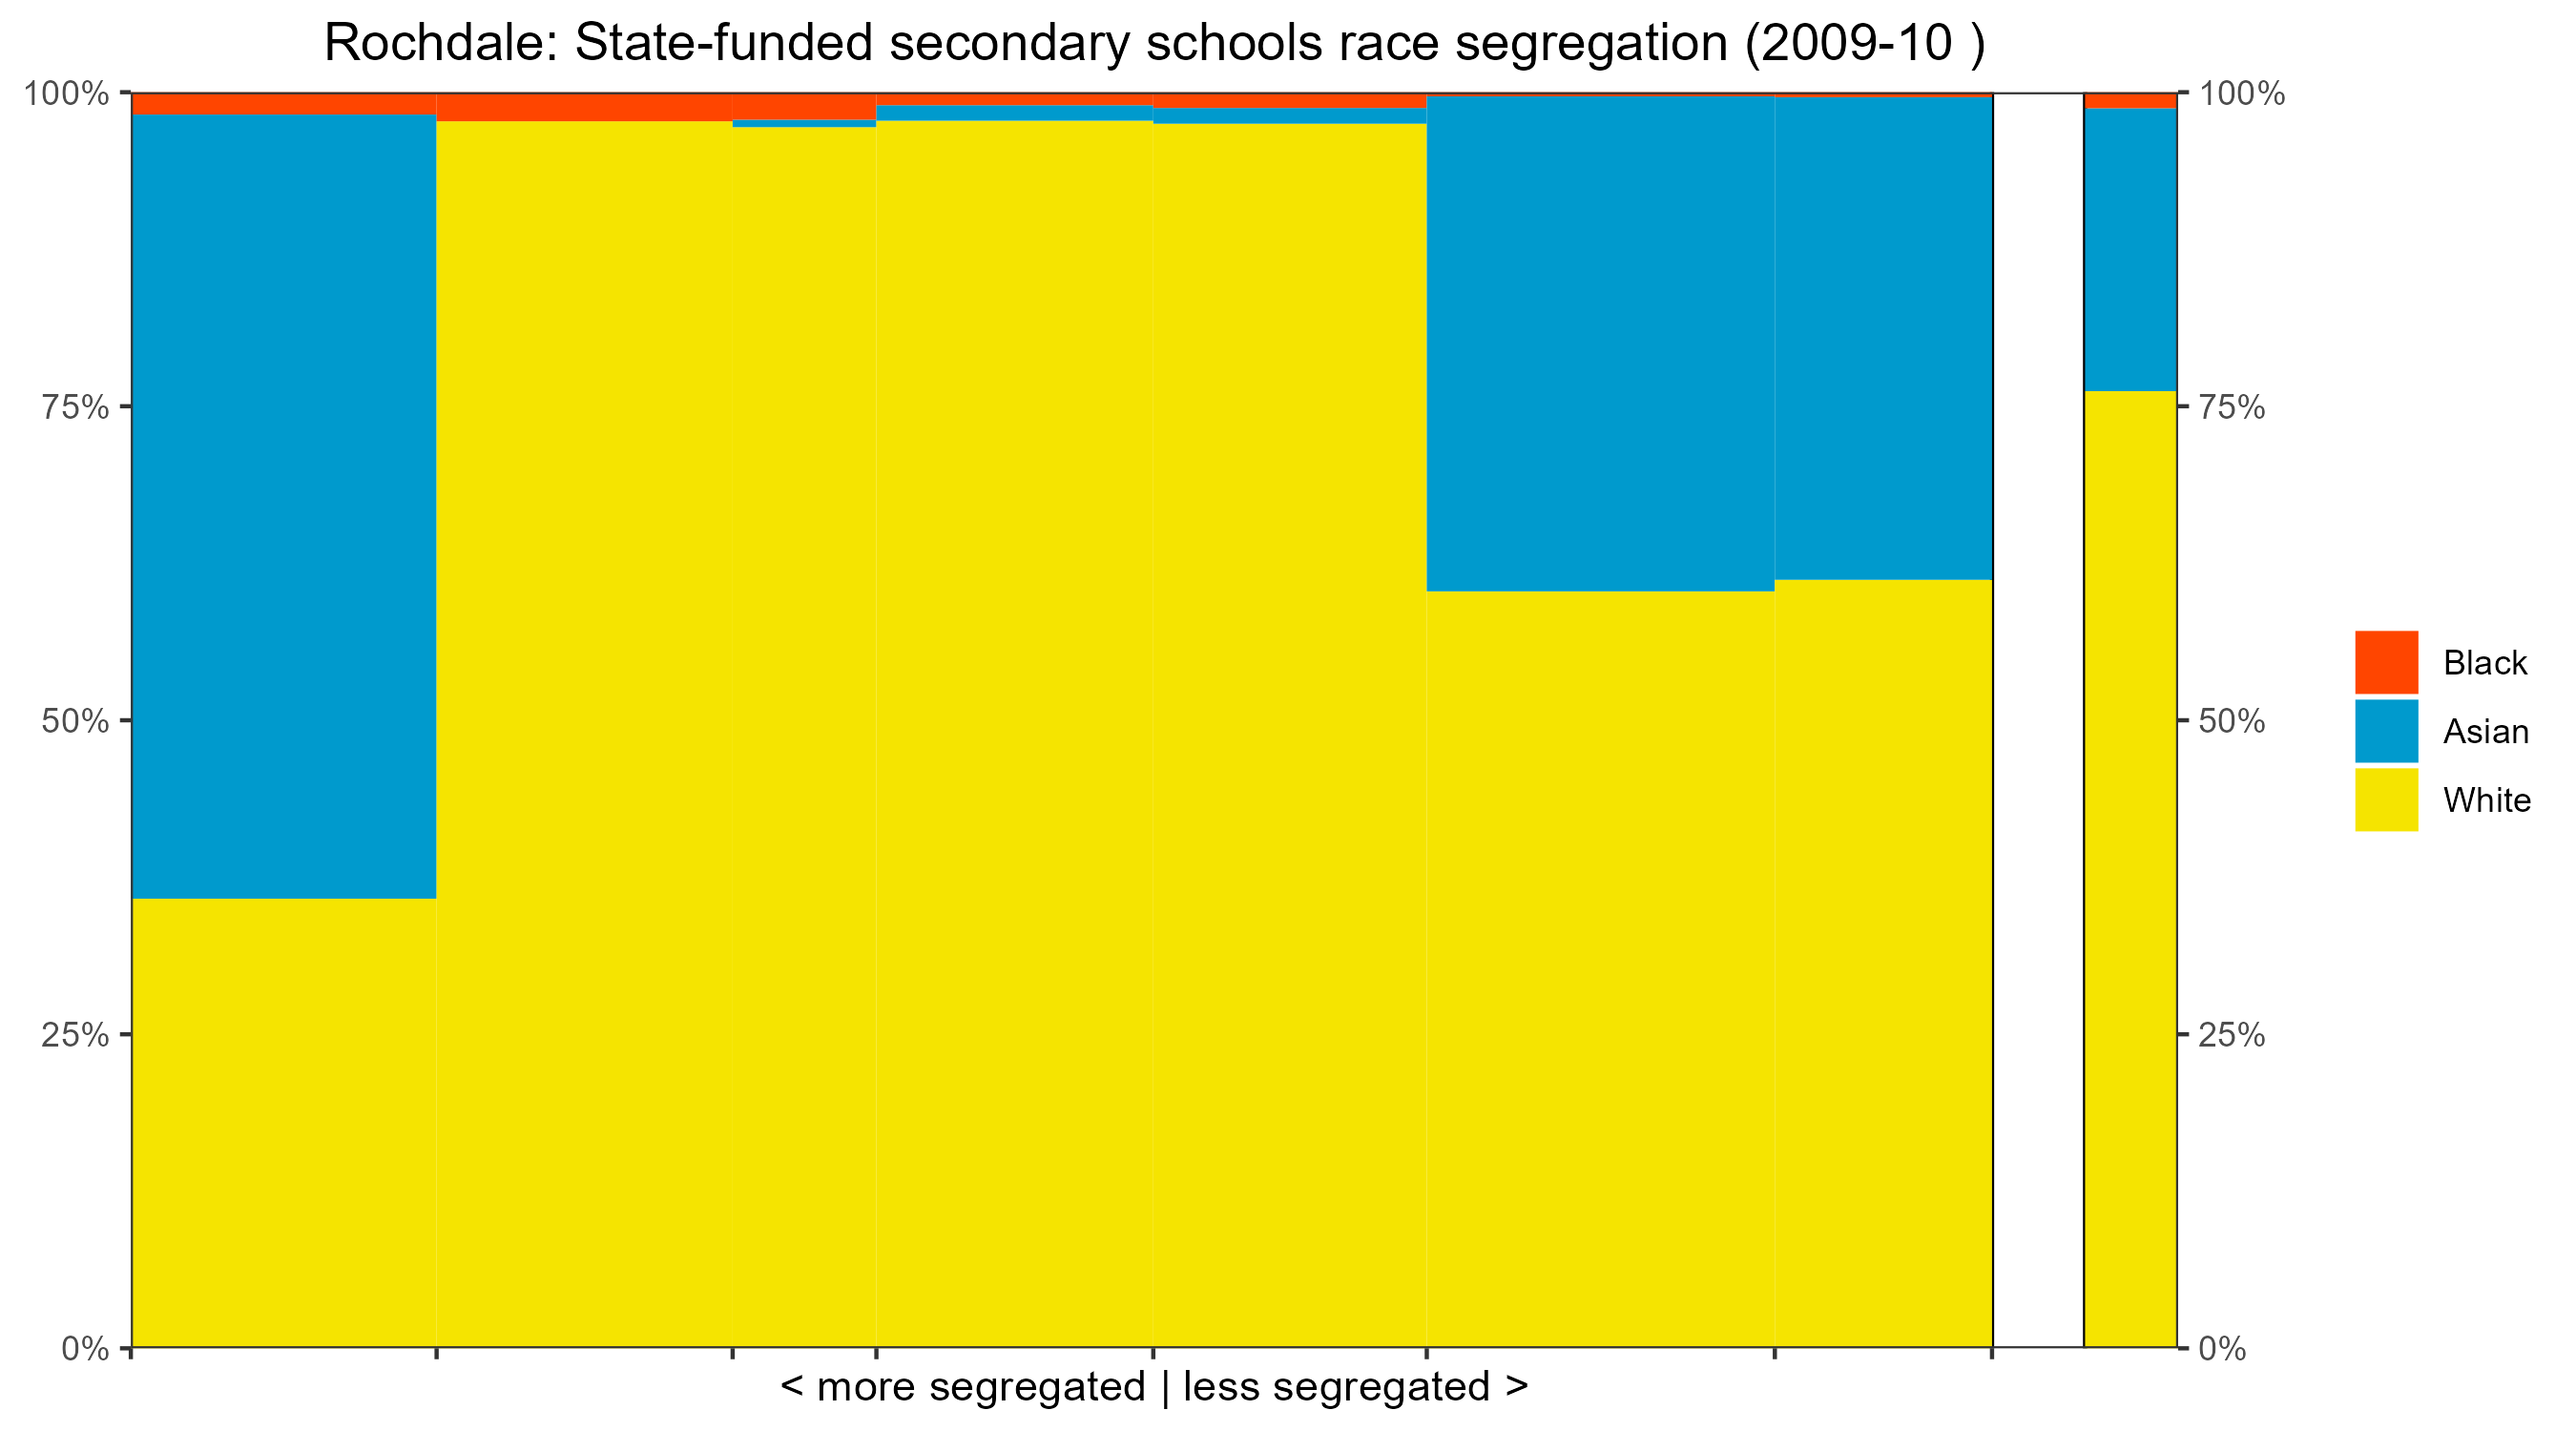 Rochdale: State-funded secondary schools race segregation (2009-10 )
100%
75%
50%
25%
0%
100%
75%
50%
25%
0%
Black
Asian
White
< more segregated | less segregated >